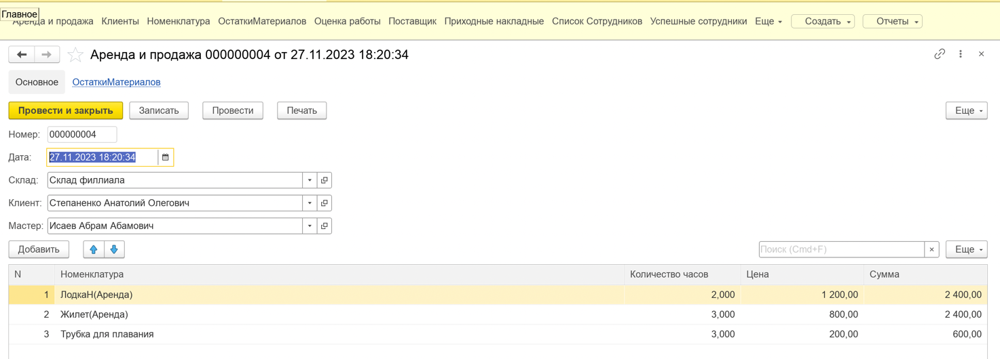 Главное
Аренда и продажа Клиенты Номенклатура ОстаткиМатериалов Оценка работы Поставщик Приходные накладные Список Сотрудников Успешные сотрудники Еще Создать Отчеты
Аренда и продажа 000000004 от 27.11.2023 18:20:34
Основное ОстаткиМатериалов
Провести и закрыть Записать Провести Печать Еще
Номер: 000000004
Дата: 27.11.2023 18:20:34
Склад: Склад филлиала
Клиент: Степаненко Анатолий Олегович
Мастер: Исаев Абрам Абамович
Добавить Поиск (Cmd+F) × Еще
N Номенклатура Количество часов Цена Сумма
1 ЛодкаН(Аренда) 2,000 1 200,00 2 400,00
2 Жилет(Аренда) 3,000 800,00 2 400,00
3 Трубка для плавания 3,000 200,00 600,00